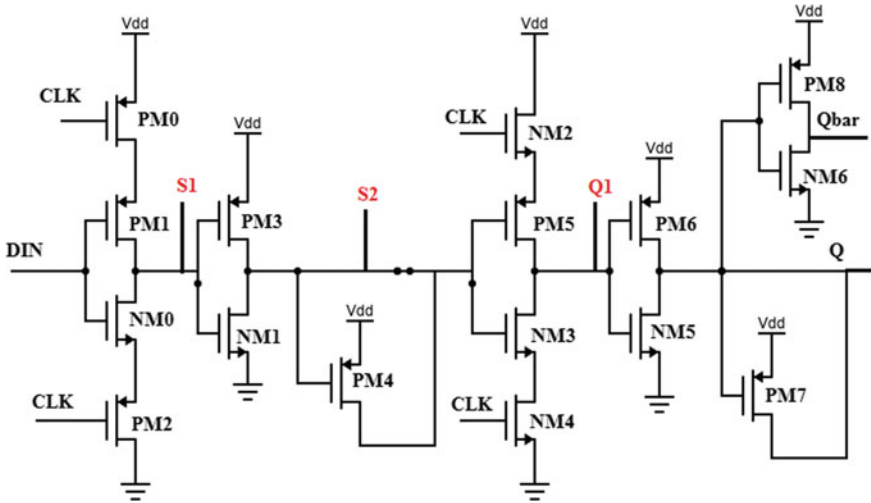 Vdd
Vdd
Vdd
CLK
PM0
CLK
NM2
PM8
Vdd
Qbar
Vdd
NM6
S1
S2
Q1
PM1
PM3
PM5
PM6
DIN
Q
NM0
NM1
Vdd
NM3
NM5
Vdd
PM4
PM7
CLK
PM2
CLK
NM4